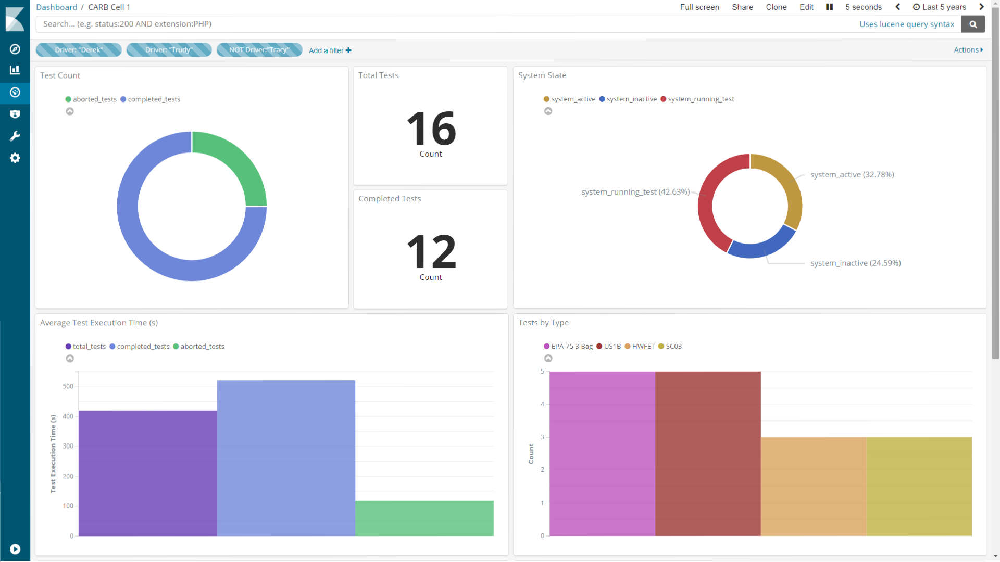 Dashboard / CARB Cell 1
Full screen Share Clone Edit 5 seconds Last 5 years
Search... (e.g. status:200 AND extension:PHP)
Uses lucene query syntax
Driver: "Derek" Driver: "Trudy" NOT Driver:"Tracy" Add a filter +
Actions
Test Count
aborted_tests completed_tests
Total Tests
16
Count
Completed Tests
12
Count
System State
system_active system_inactive system_running_test
system_active (32.78%)
system_running_test (42.63%)
system_inactive (24.59%)
Average Test Execution Time (s)
total_tests completed_tests aborted_tests
500
400
300
200
100
0
Test Execution Time (s)
Tests by Type
EPA 75 3 Bag US1B HWFET SC03
5
4
3
2
1
0
Count